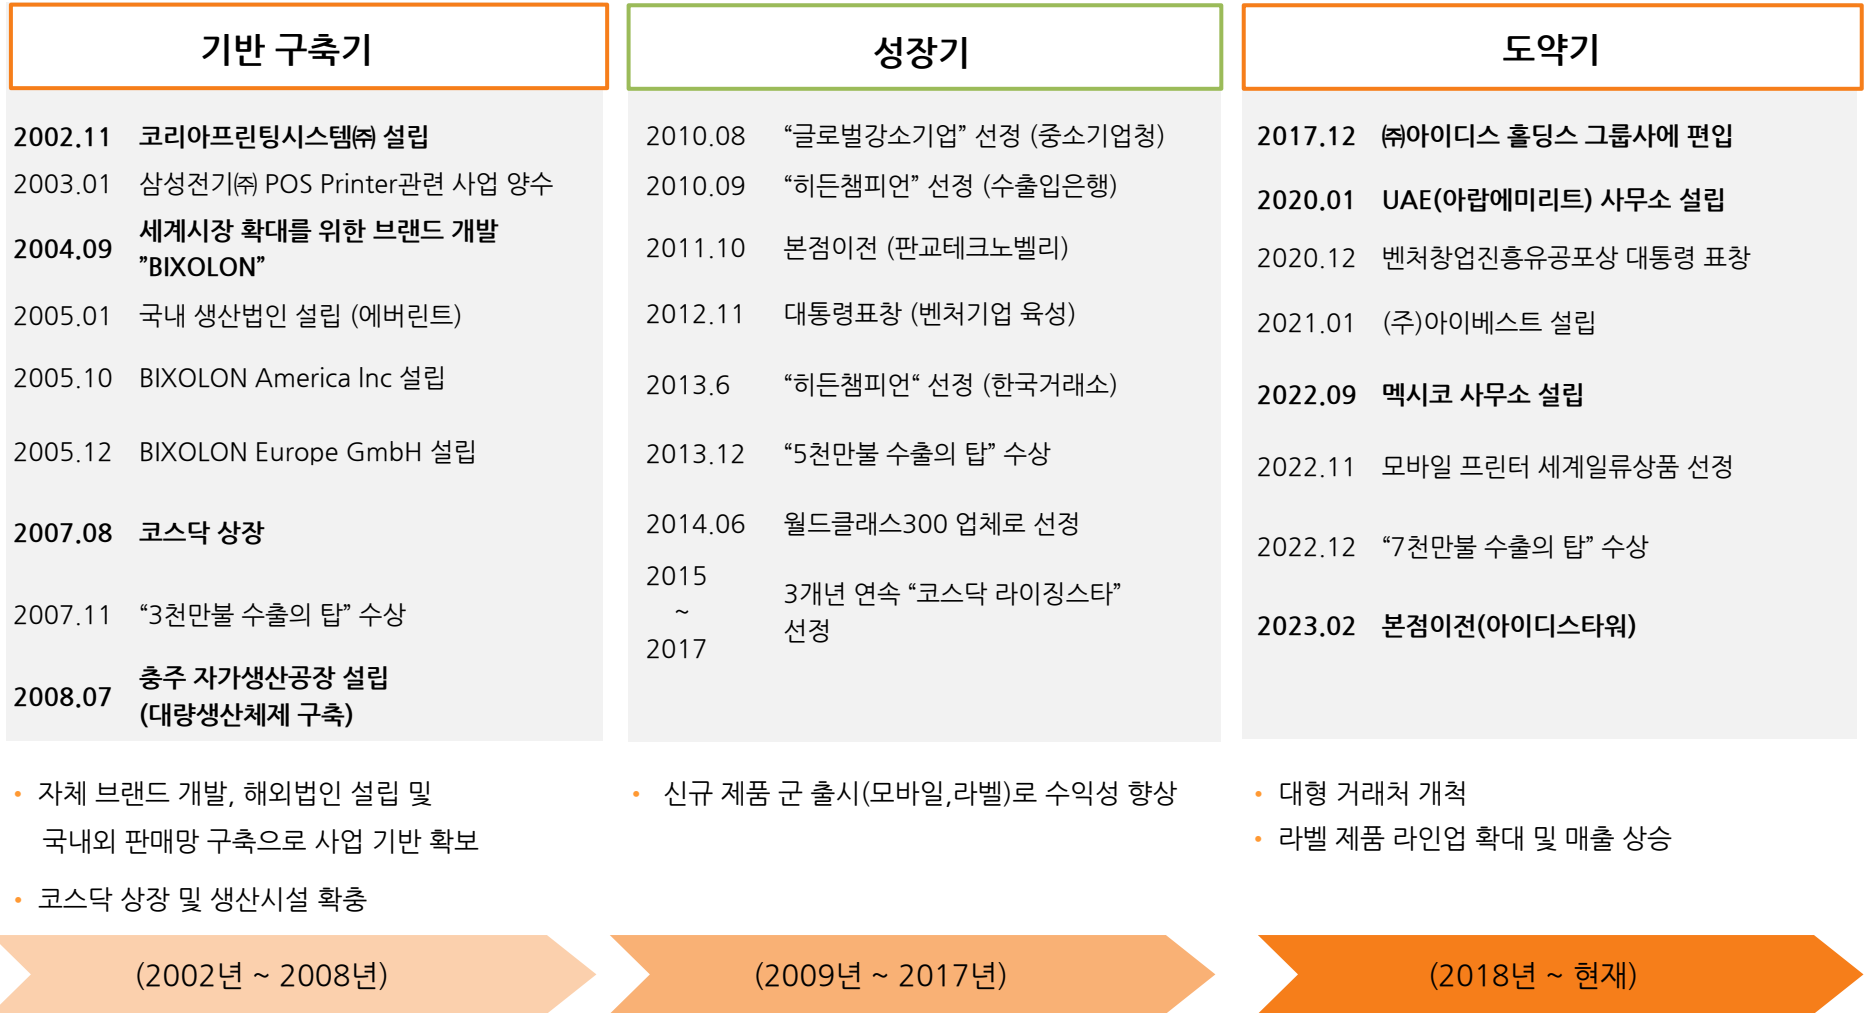 기반 구축기
2002.11 코리아프린팅시스템㈜ 설립
2003.01 삼성전기㈜ POS Printer관련 사업 양수
2004.09 세계시장 확대를 위한 브랜드 개발
”BIXOLON”
2005.01 국내 생산법인 설립 (에버린트)
2005.10 BIXOLON America Inc 설립
2005.12 BIXOLON Europe GmbH 설립
2007.08 코스닥 상장
2007.11 “3천만불 수출의 탑” 수상
2008.07 충주 자가생산공장 설립
(대량생산체제 구축)
• 자체 브랜드 개발, 해외법인 설립 및
국내외 판매망 구축으로 사업 기반 확보
• 코스닥 상장 및 생산시설 확충
(2002년 ~ 2008년)
성장기
2010.08 “글로벌강소기업” 선정 (중소기업청)
2010.09 “히든챔피언” 선정 (수출입은행)
2011.10 본점이전 (판교테크노벨리)
2012.11 대통령표창 (벤처기업 육성)
2013.6 “히든챔피언“ 선정 (한국거래소)
2013.12 “5천만불 수출의 탑” 수상
2014.06 월드클래스300 업체로 선정
2015
~
2017
3개년 연속 “코스닥 라이징스타”
선정
• 신규 제품 군 출시(모바일,라벨)로 수익성 향상
(2009년 ~ 2017년)
도약기
2017.12 ㈜아이디스 홀딩스 그룹사에 편입
2020.01 UAE(아랍에미리트) 사무소 설립
2020.12 벤처창업진흥유공포상 대통령 표창
2021.01 (주)아이베스트 설립
2022.09 멕시코 사무소 설립
2022.11 모바일 프린터 세계일류상품 선정
2022.12 “7천만불 수출의 탑” 수상
2023.02 본점이전(아이디스타워)
• 대형 거래처 개척
• 라벨 제품 라인업 확대 및 매출 상승
(2018년 ~ 현재)